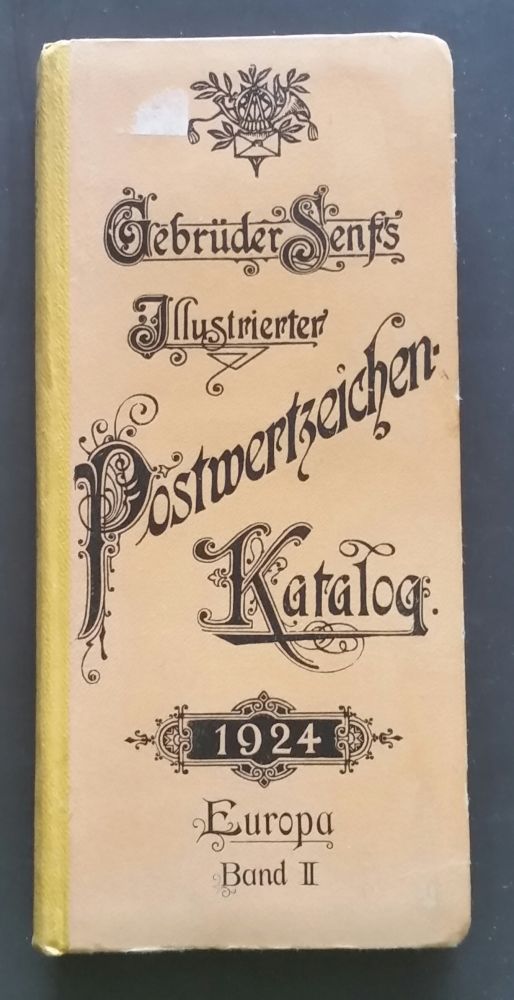 Gebrüder Senf's
Illustrierter
Postwertzeichen-
Katalog.
1924
Europa
Band II